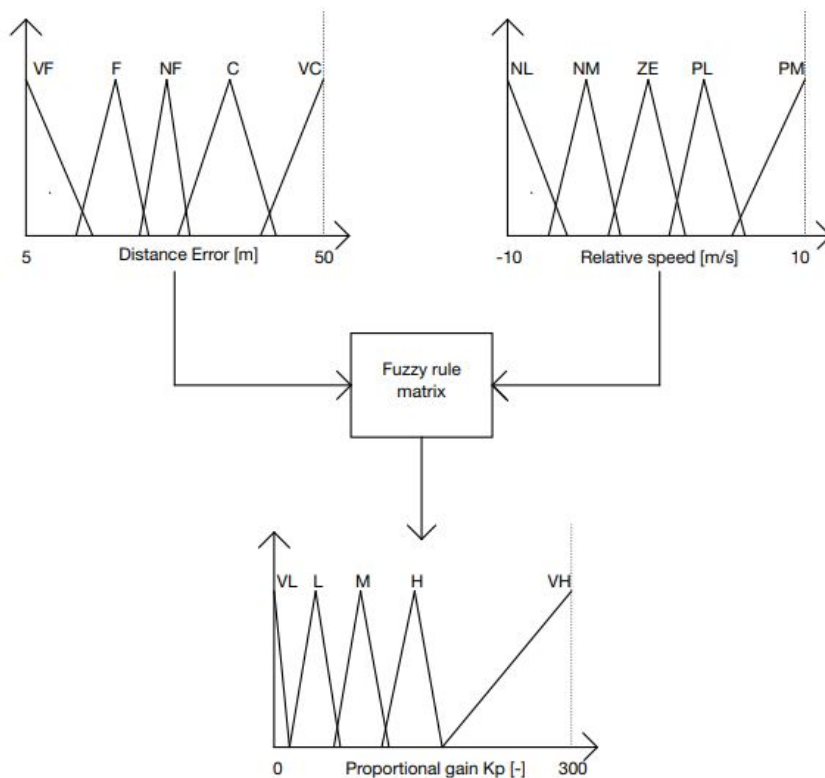 VF F NF C VC
5 Distance Error [m] 50
NL NM ZE PL PM
-10 Relative speed [m/s] 10
Fuzzy rule
matrix
VL L M H VH
0 Proportional gain Kp [-] 300